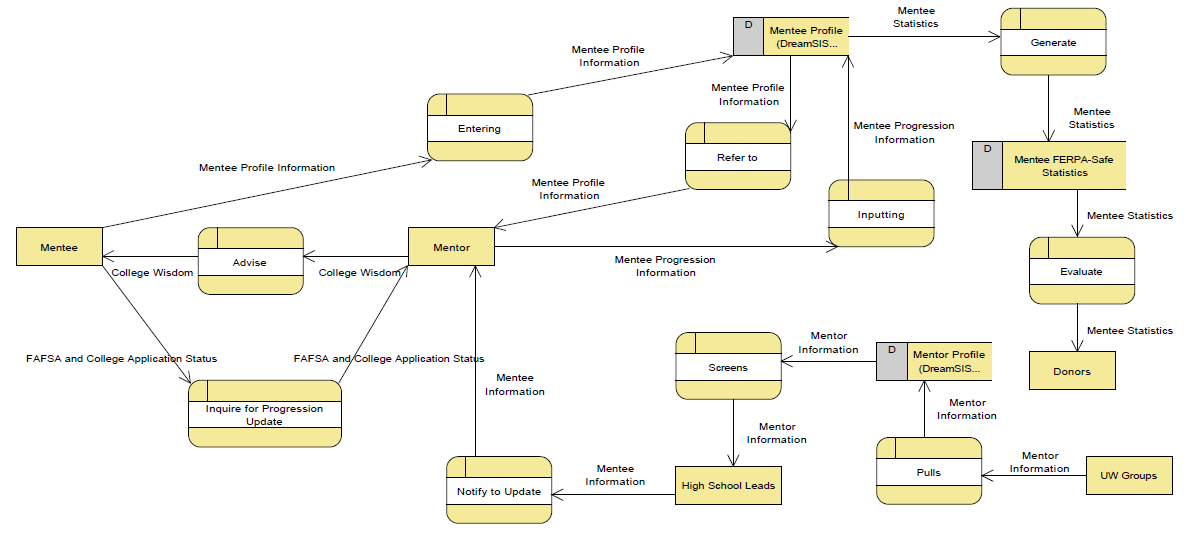 Mentee
Statistics
D
Mentee Profile
(DreamSIS...
Generate
Mentee Profile
Information
Mentee Profile
Information
Mentee
Statistics
Entering
Mentee Progression
Information
D
Mentee FERPA-Safe
Statistics
Refer to
Mentee Profile Information
Mentee Profile
Information
Inputting
Mentee Statistics
Mentee
Advise
Mentor
College Wisdom
College Wisdom
Mentee Progression
Information
Evaluate
FAFSA and College Application Status
FAFSA and College Application Status
Mentee Statistics
Mentor
Information
D
Mentor Profile
(DreamSIS...
Screens
Donors
Mentee
Information
Inquire for Progression
Update
Mentor
Information
Mentor
Information
Mentor
Information
Pulls
UW Groups
Mentee
Information
High School Leads
Notify to Update